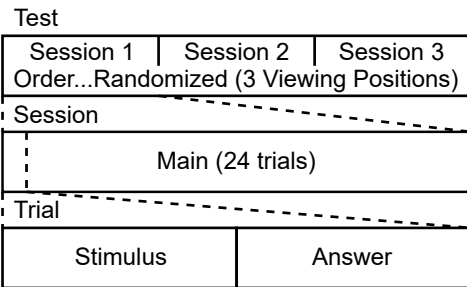 Test
Session 1 Session 2 Session 3
Order...Randomized (3 Viewing Positions)
Session
Main (24 trials)
Trial
Stimulus Answer